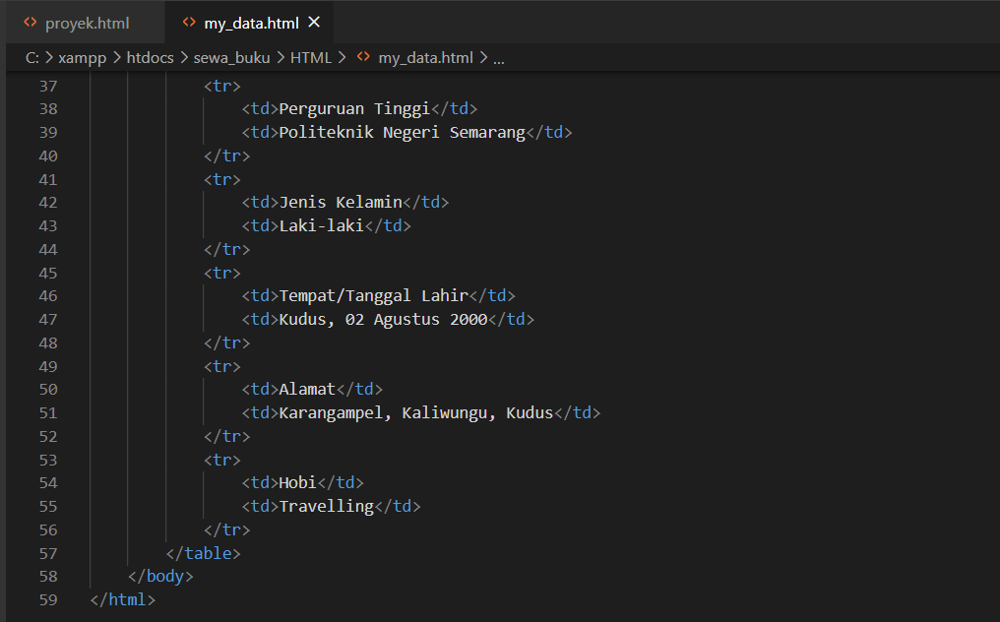 proyek.html my_data.html
C: > xampp > htdocs > sewa_buku > HTML > my_data.html > ...
37 <tr>
38 <td>Perguruan Tinggi</td>
39 <td>Politeknik Negeri Semarang</td>
40 </tr>
41 <tr>
42 <td>Jenis Kelamin</td>
43 <td>Laki-laki</td>
44 </tr>
45 <tr>
46 <td>Tempat/Tanggal Lahir</td>
47 <td>Kudus, 02 Agustus 2000</td>
48 </tr>
49 <tr>
50 <td>Alamat</td>
51 <td>Karangampel, Kaliwungu, Kudus</td>
52 </tr>
53 <tr>
54 <td>Hobi</td>
55 <td>Travelling</td>
56 </tr>
57 </table>
58 </body>
59 </html>